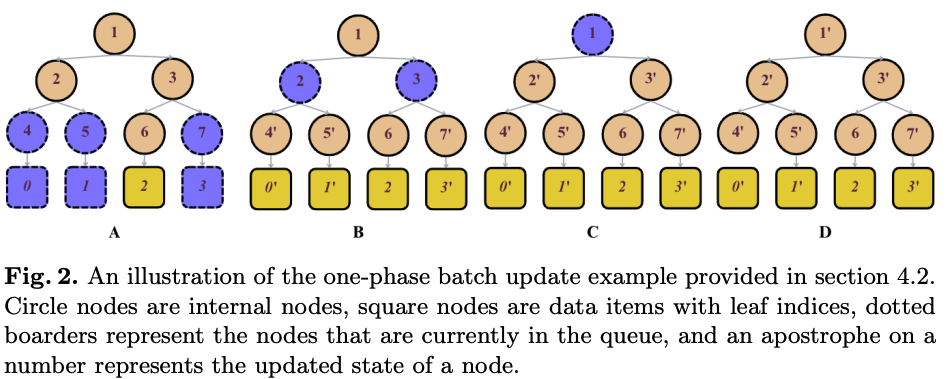 1 1 1 1'
2 3 2 3 2' 3' 2' 3'
4 5 6 7 4' 5' 6 7' 4' 5' 6 7' 4' 5' 6 7'
0 1 2 3 0' 1' 2 3' 0' 1' 2 3' 0' 1' 2 3'
A B C D
Fig. 2. An illustration of the one-phase batch update example provided in section 4.2.
Circle nodes are internal nodes, square nodes are data items with leaf indices, dotted
boarders represent the nodes that are currently in the queue, and an apostrophe on a
number represents the updated state of a node.